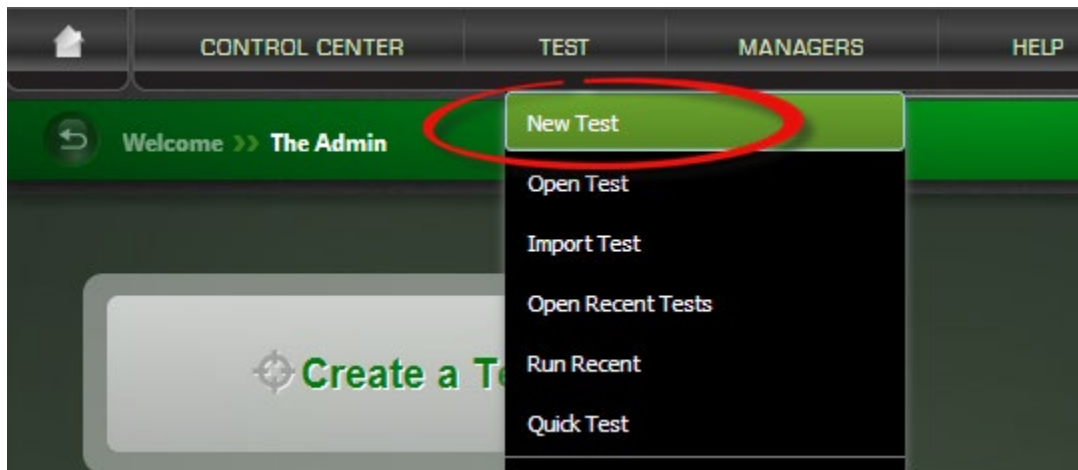 CONTROL CENTER TEST MANAGERS HELP
Welcome >> The Admin
New Test
Open Test
Import Test
Open Recent Tests
Create a
Run Recent
Quick Test